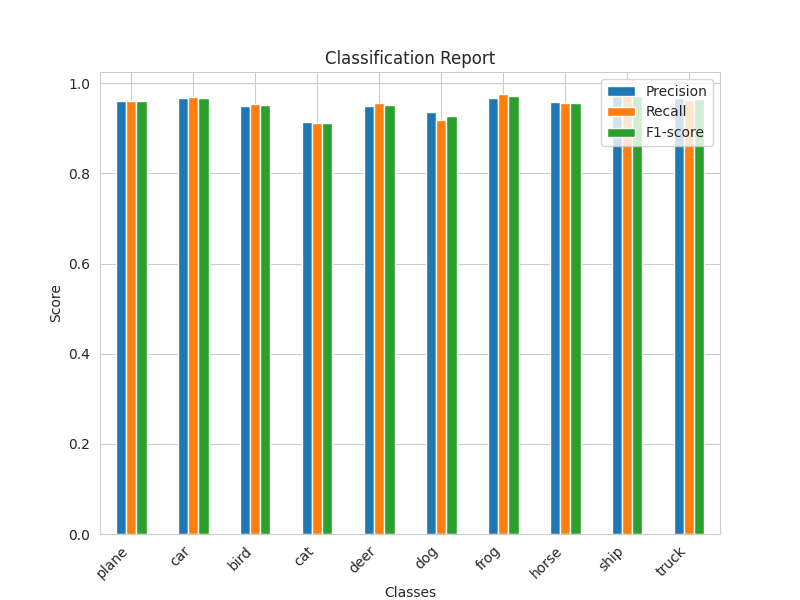 Classification Report
Precision
Recall
F1-score
1.0
0.8
0.6
0.4
0.2
0.0
Score
plane
car
bird
cat
deer
dog
frog
horse
ship
truck
Classes